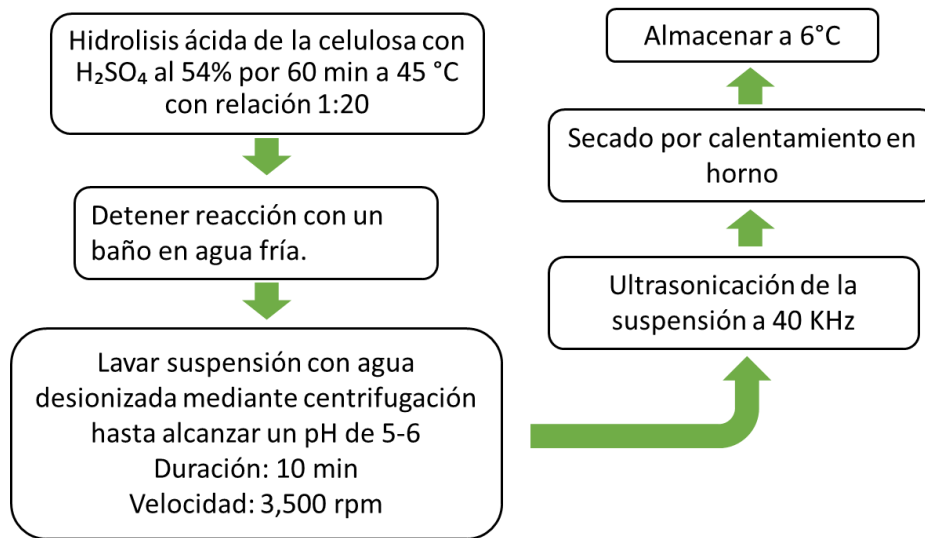 Hidrolisis ácida de la celulosa con
H₂SO₄ al 54% por 60 min a 45 °C
con relación 1:20
Detener reacción con un
baño en agua fría.
Lavar suspensión con agua
desionizada mediante centrifugación
hasta alcanzar un pH de 5-6
Duración: 10 min
Velocidad: 3,500 rpm
Ultrasonicación de la
suspensión a 40 KHz
Secado por calentamiento en
horno
Almacenar a 6°C